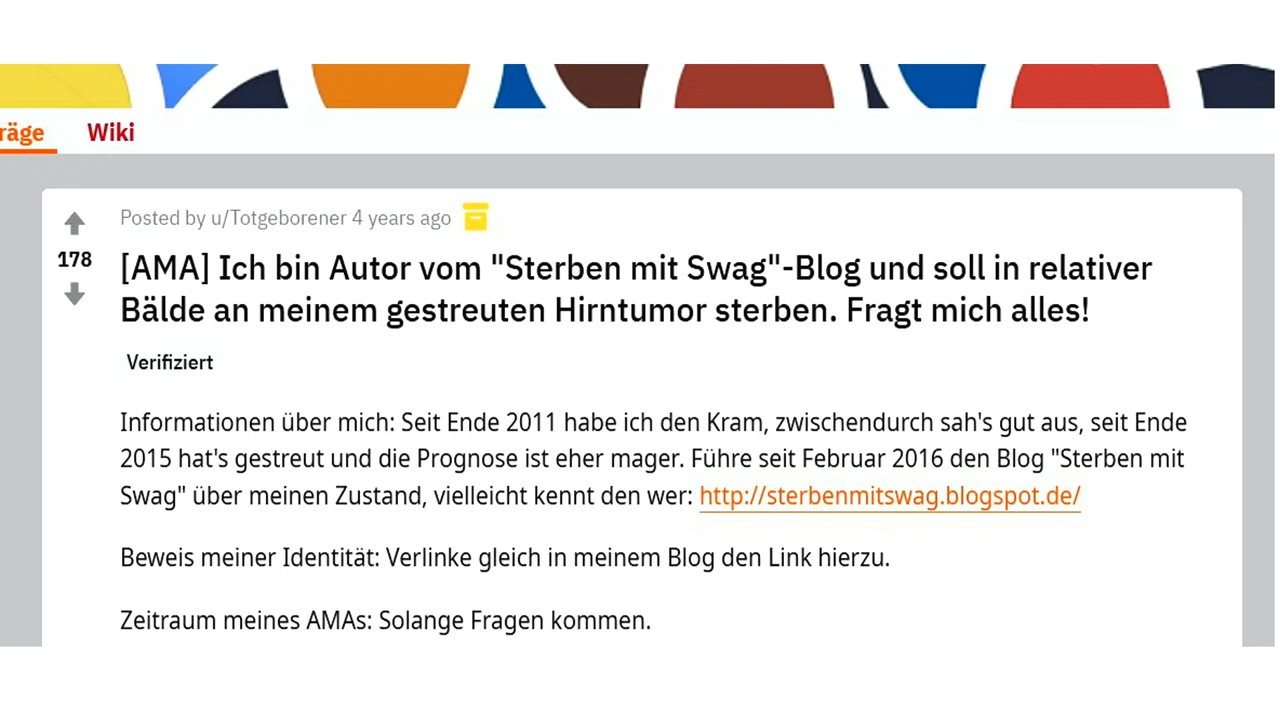 räge Wiki
Posted by u/Totgeborener 4 years ago
178
[AMA] Ich bin Autor vom "Sterben mit Swag"-Blog und soll in relativer
Bälde an meinem gestreuten Hirntumor sterben. Fragt mich alles!
Verifiziert
Informationen über mich: Seit Ende 2011 habe ich den Kram, zwischendurch sah's gut aus, seit Ende
2015 hat's gestreut und die Prognose ist eher mager. Führe seit Februar 2016 den Blog "Sterben mit
Swag" über meinen Zustand, vielleicht kennt den wer: http://sterbenmitswag.blogspot.de/
Beweis meiner Identität: Verlinke gleich in meinem Blog den Link hierzu.
Zeitraum meines AMAs: Solange Fragen kommen.